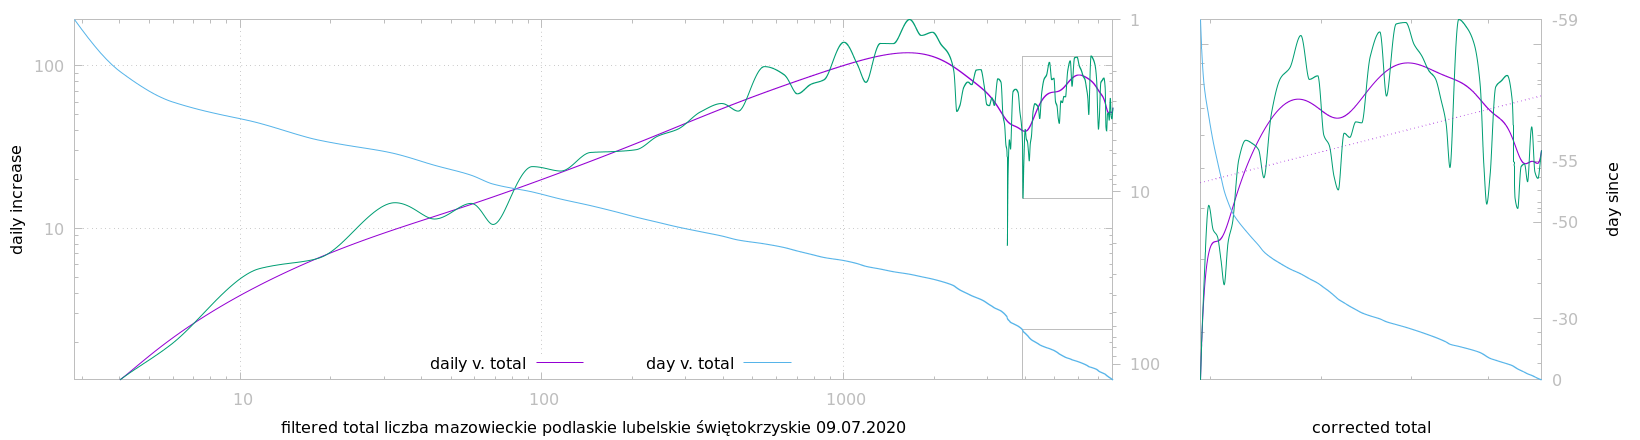 1
-59
100
daily increase
-55
day since
10
10
-50
-30
daily v. total
day v. total
100
0
10
100
1000
filtered total liczba mazowieckie podlaskie lubelskie świętokrzyskie 09.07.2020
corrected total